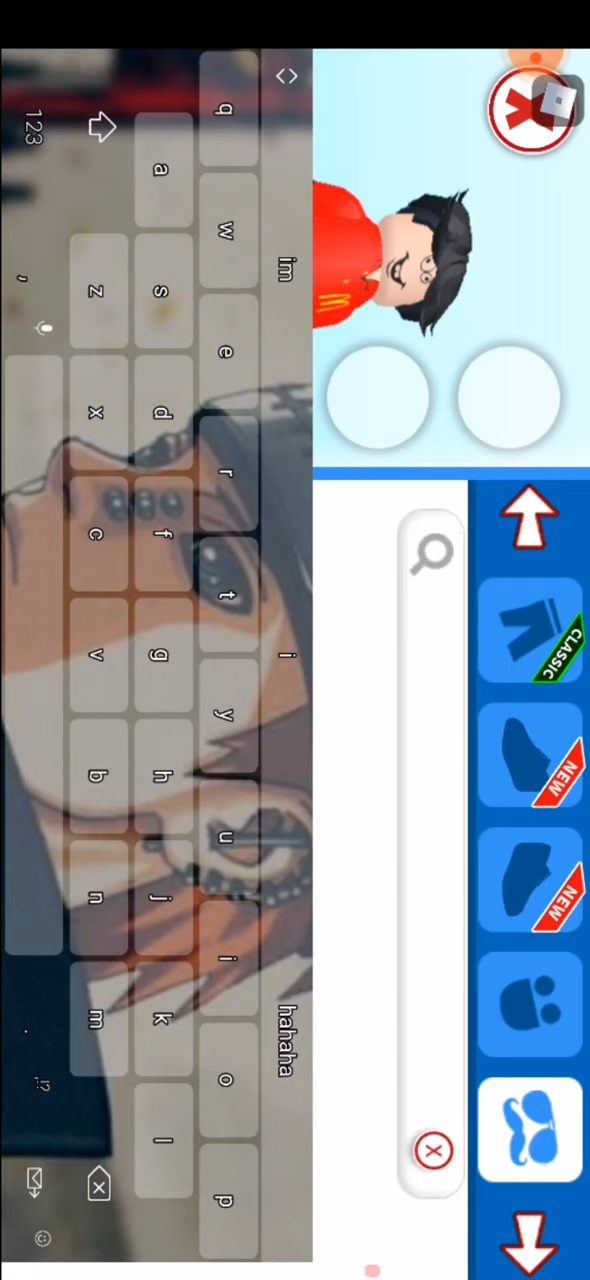 CLASSIC
NEW
NEW
im i hahaha
q w e r t y u i o p
a s d f g h j k l
z x c v b n m
123 , . .!?